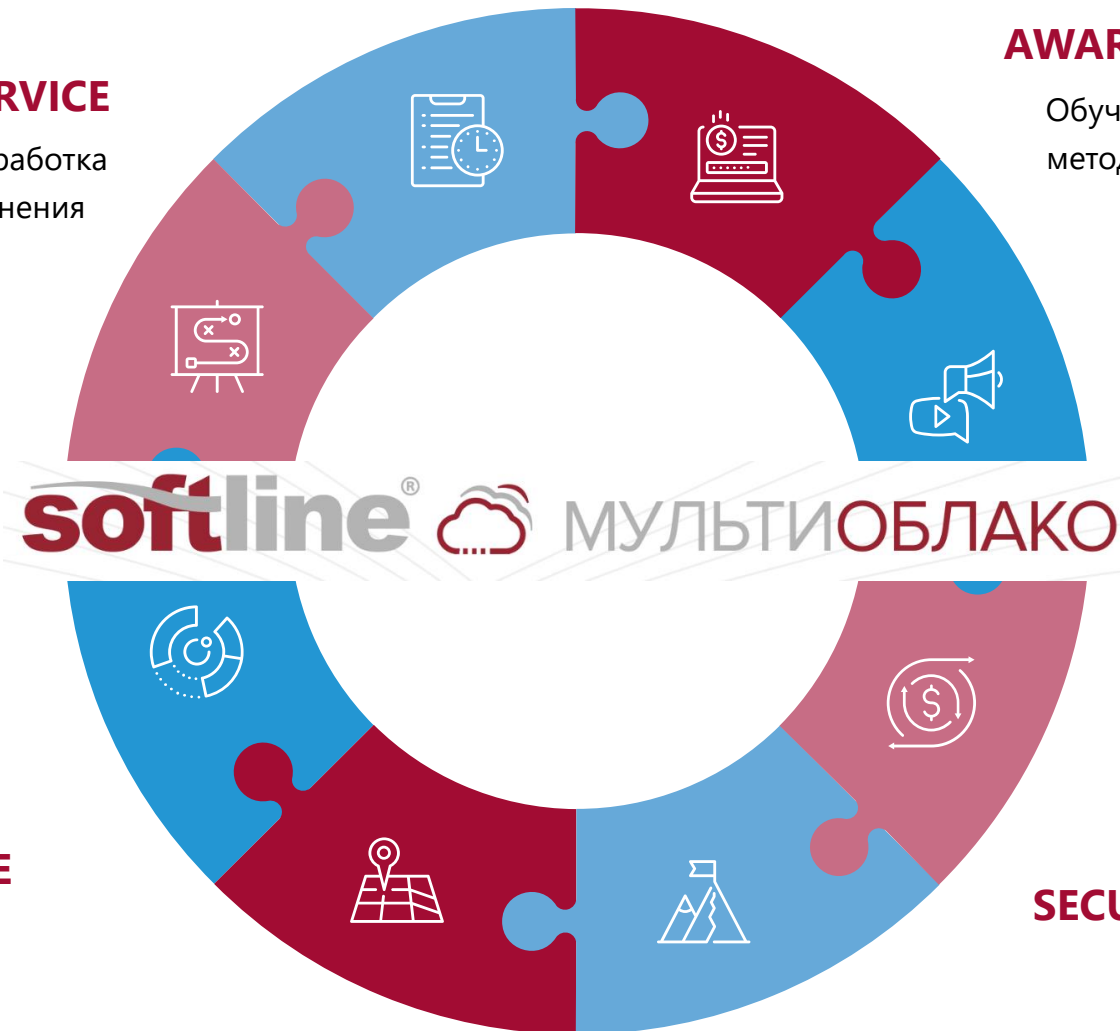 AWAR
RVICE
Обуч
работка
метод
нения
softline® МУЛЬТИОБЛАКО
Е
SECU